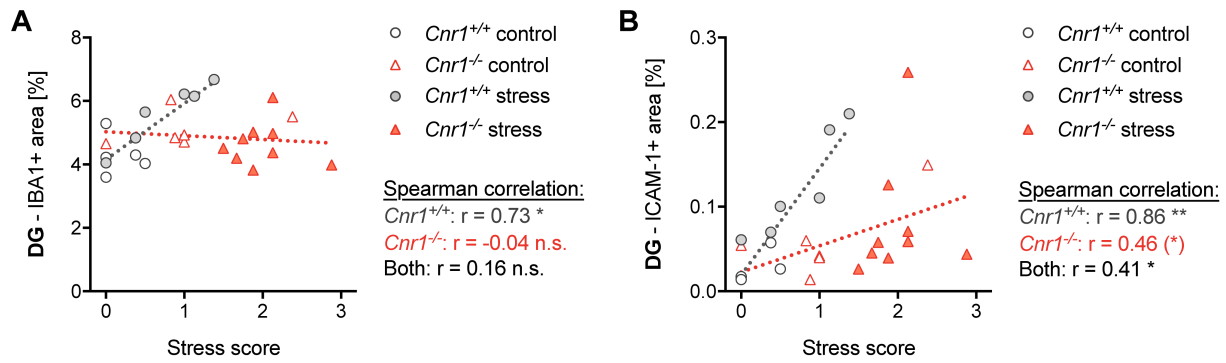 A
DG - IBA1+ area [%]
8
6
4
2
0
0 1 2 3
Stress score
Cnr1+/+ control
Cnr1-/- control
Cnr1+/+ stress
Cnr1-/- stress
Spearman correlation:
Cnr1+/+: r = 0.73 *
Cnr1-/-: r = -0.04 n.s.
Both: r = 0.16 n.s.
B
DG - ICAM-1+ area [%]
0.3
0.2
0.1
0.0
0 1 2 3
Stress score
Cnr1+/+ control
Cnr1-/- control
Cnr1+/+ stress
Cnr1-/- stress
Spearman correlation:
Cnr1+/+: r = 0.86 **
Cnr1-/-: r = 0.46 (*)
Both: r = 0.41 *